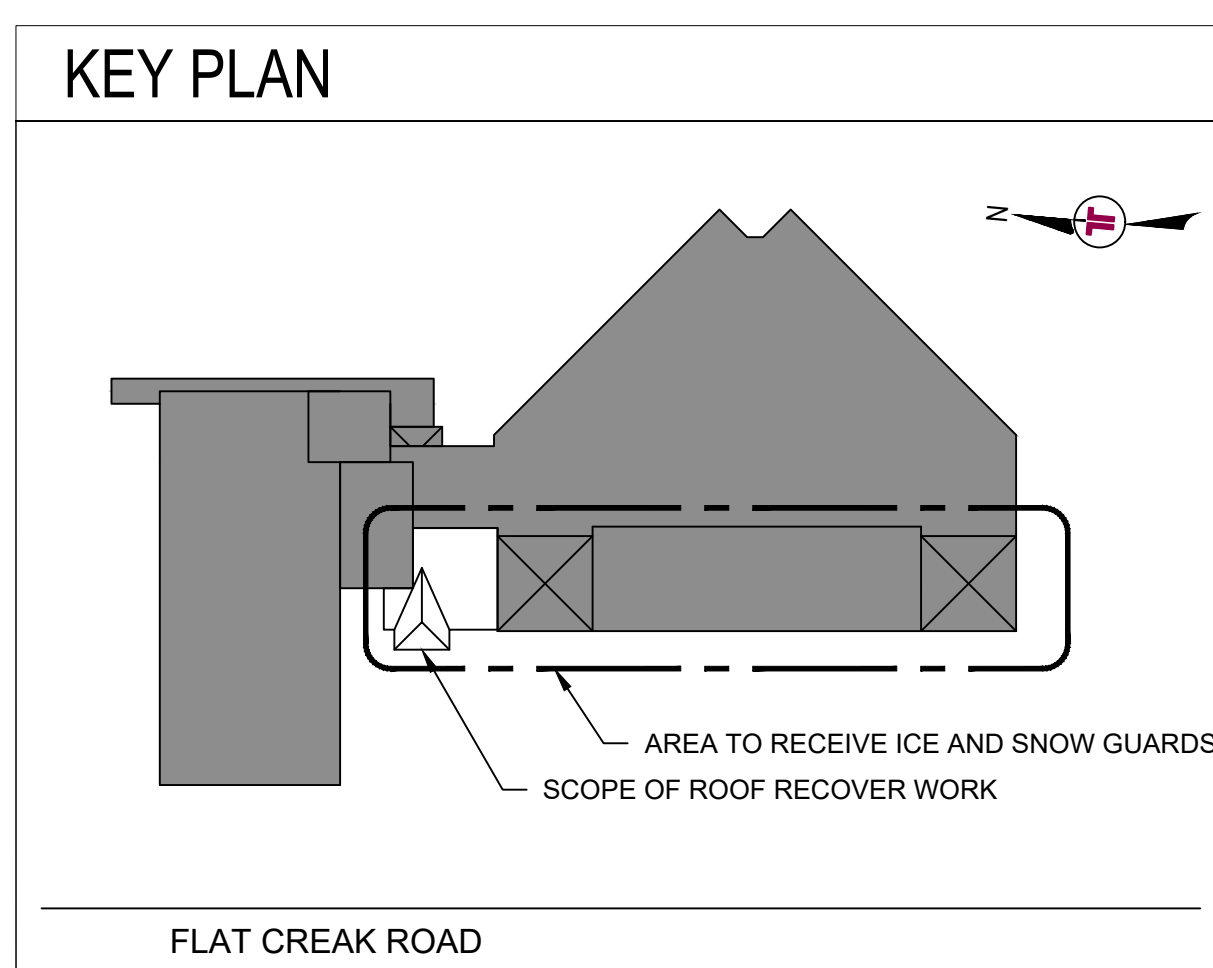 KEY PLAN
N
AREA TO RECEIVE ICE AND SNOW GUARDS
SCOPE OF ROOF RECOVER WORK
FLAT CREAK ROAD